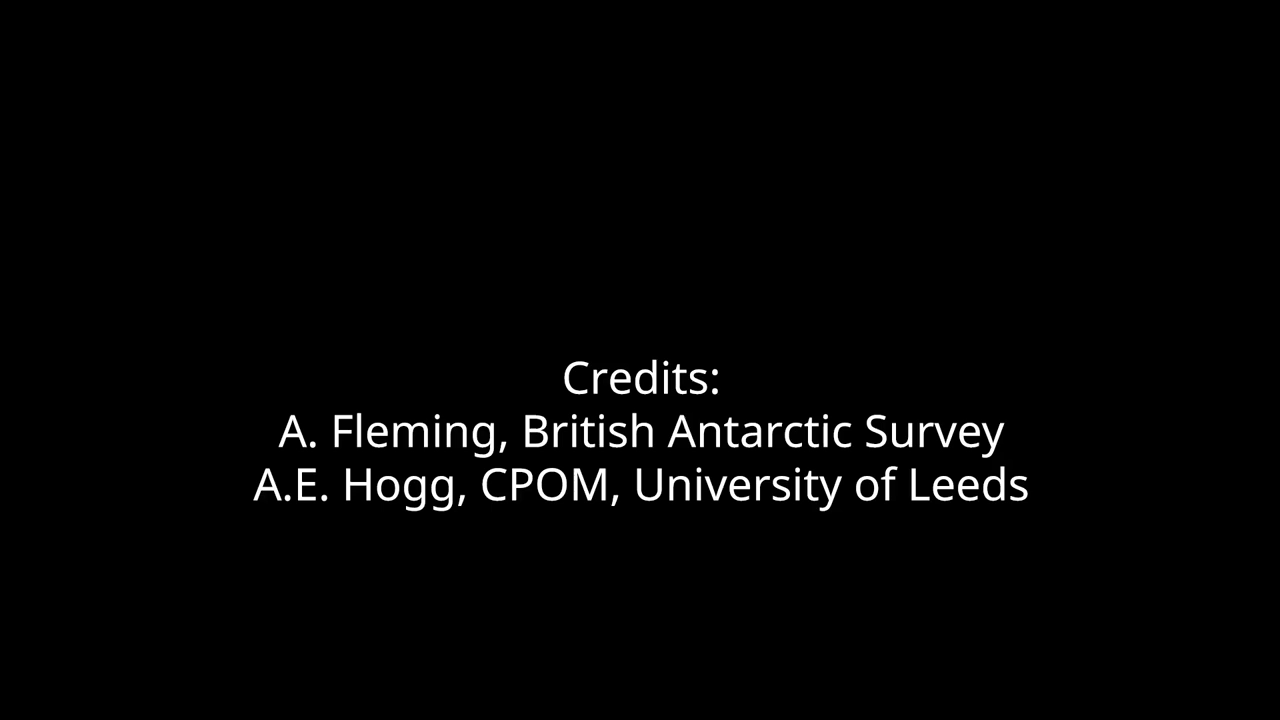 Credits:
A. Fleming, British Antarctic Survey
A.E. Hogg, CPOM, University of Leeds